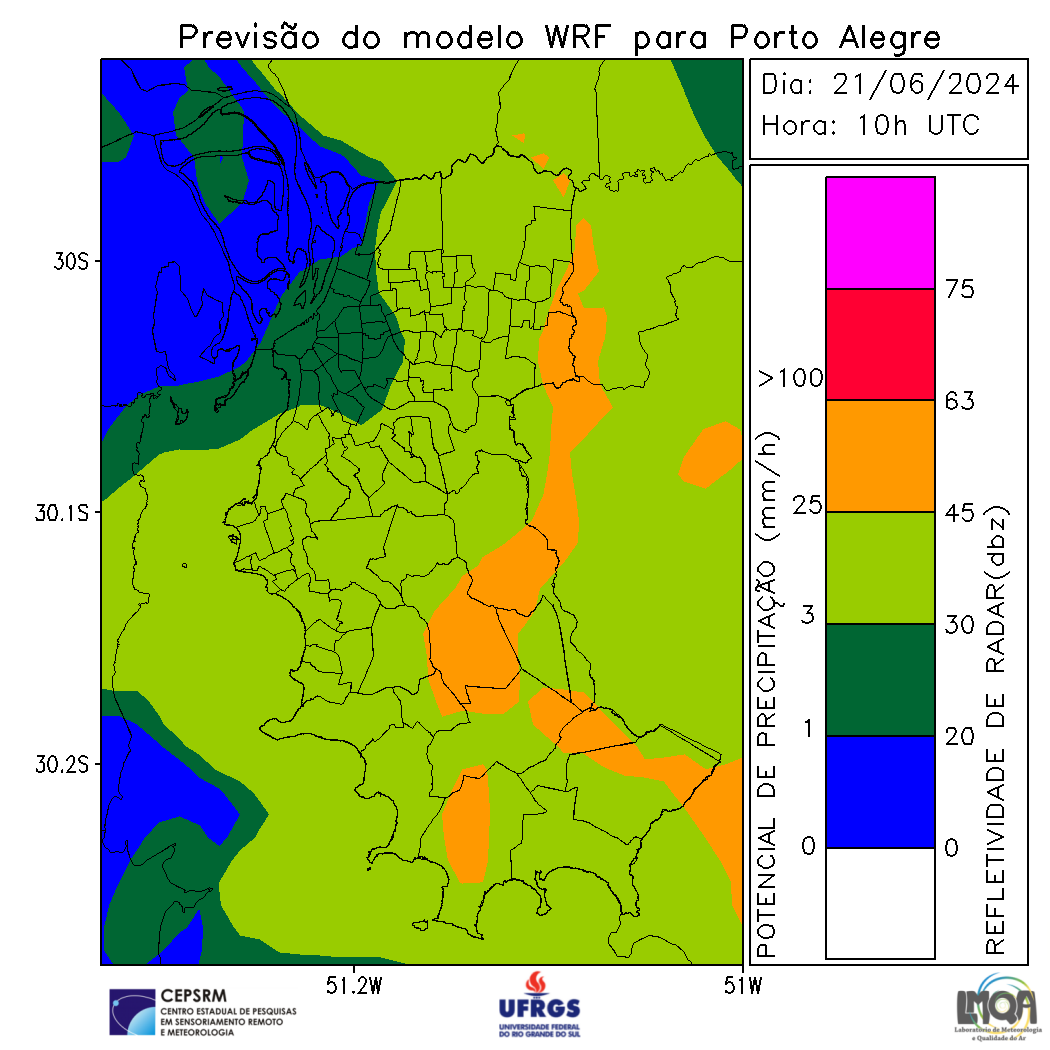 Previsão do modelo WRF para Porto Alegre
Dia: 21/06/2024
Hora: 10h UTC
30S
30.1S
30.2S
51.2W
51W
POTENCIAL DE PRECIPITAÇÃO (mm/h)
>100
25
3
1
0
75
63
45
30
20
0
REFLETIVIDADE DE RADAR(dbz)
CEPSRM
CENTRO ESTADUAL DE PESQUISAS
EM SENSORIAMENTO REMOTO
E METEOROLOGIA
UFRGS
UNIVERSIDADE FEDERAL
DO RIO GRANDE DO SUL
LMQA
Laboratório de Meteorologia
e Qualidade do Ar